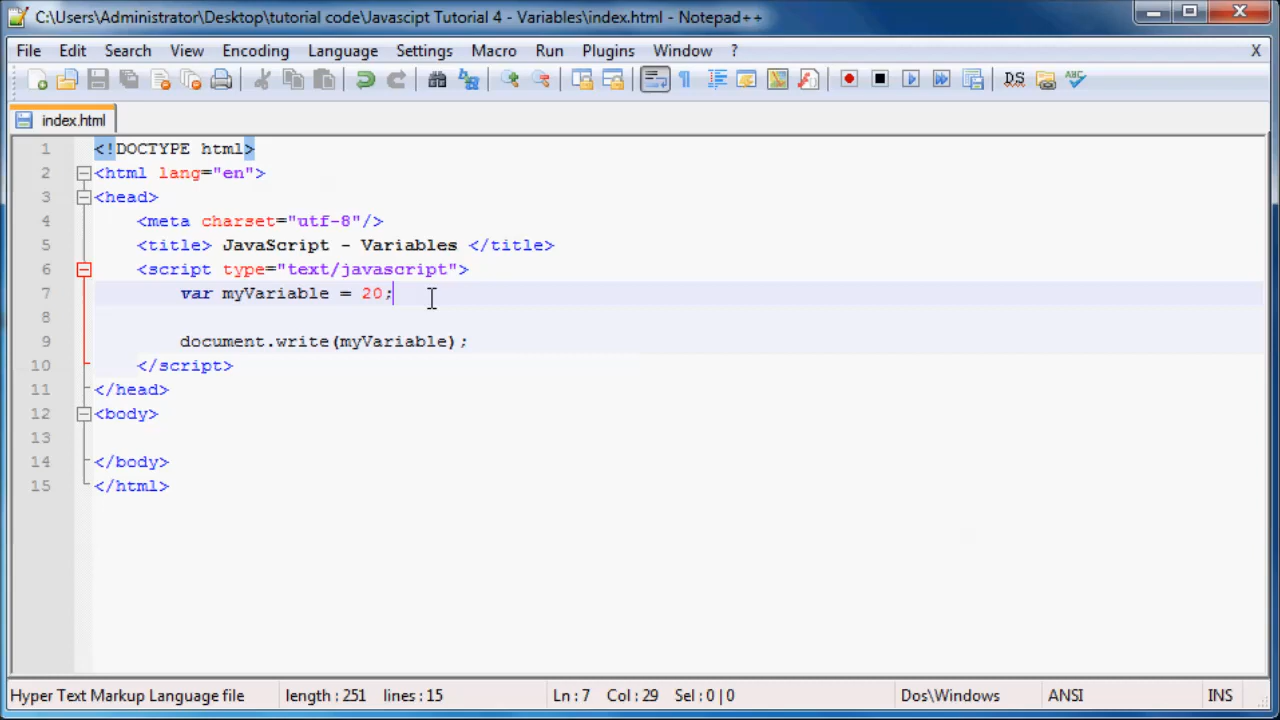 C:\Users\Administrator\Desktop\tutorial code\Javascipt Tutorial 4 - Variables\index.html - Notepad++
File Edit Search View Encoding Language Settings Macro Run Plugins Window ? X
DS ABC
index.html
1 <!DOCTYPE html>
2 <html lang="en">
3 <head>
4 <meta charset="utf-8"/>
5 <title> JavaScript - Variables </title>
6 <script type="text/javascript">
7 var myVariable = 20;
8
9 document.write(myVariable);
10 </script>
11 </head>
12 <body>
13
14 </body>
15 </html>
Hyper Text Markup Language file length : 251 lines : 15 Ln : 7 Col : 29 Sel : 0 | 0 Dos\Windows ANSI INS